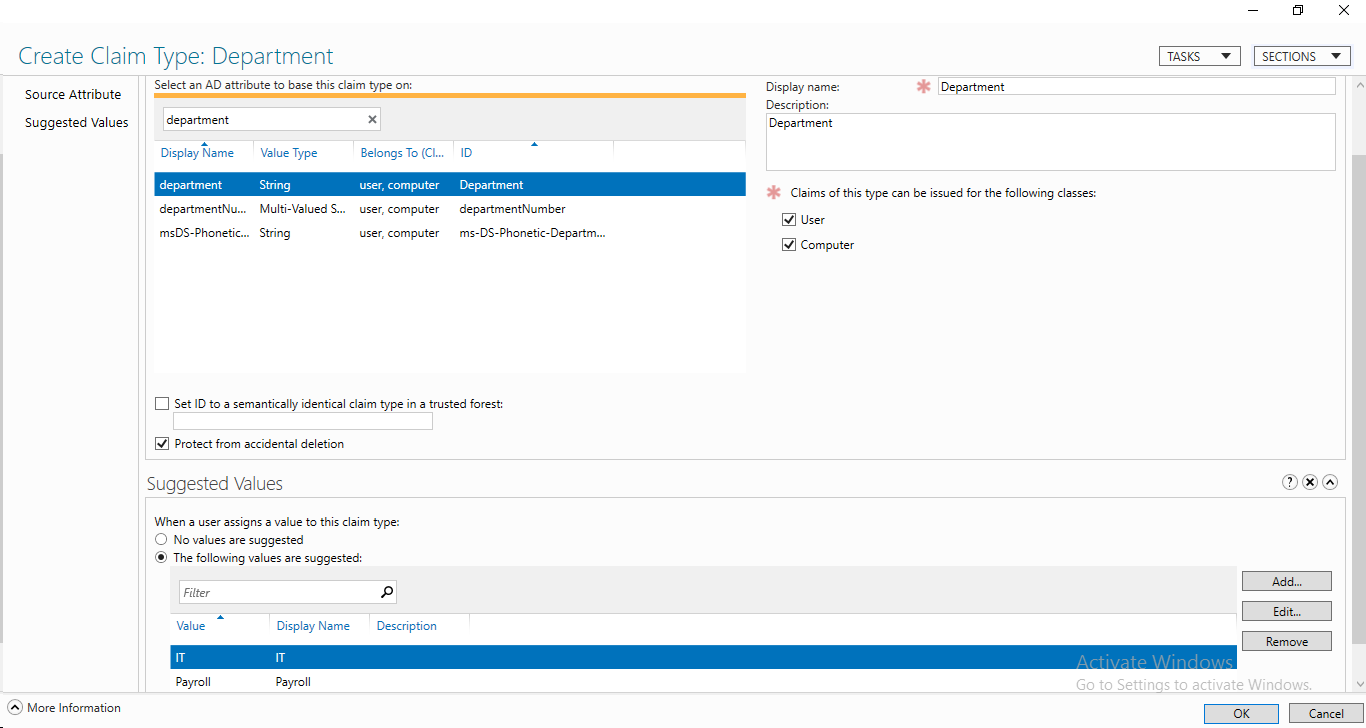 Create Claim Type: Department
TASKS
SECTIONS
Source Attribute
Suggested Values
Select an AD attribute to base this claim type on:
department
Display Name Value Type Belongs To (Cl... ID
department String user, computer Department
departmentNu... Multi-Valued S... user, computer departmentNumber
msDS-Phonetic... String user, computer ms-DS-Phonetic-Departm...
Set ID to a semantically identical claim type in a trusted forest:
Protect from accidental deletion
Display name: Department
Description:
Department
Claims of this type can be issued for the following classes:
User
Computer
Suggested Values
When a user assigns a value to this claim type:
No values are suggested
The following values are suggested:
Filter
Value Display Name Description
IT IT
Payroll Payroll
Add...
Edit...
Remove
Activate Windows
Go to Settings to activate Windows.
More Information
OK
Cancel